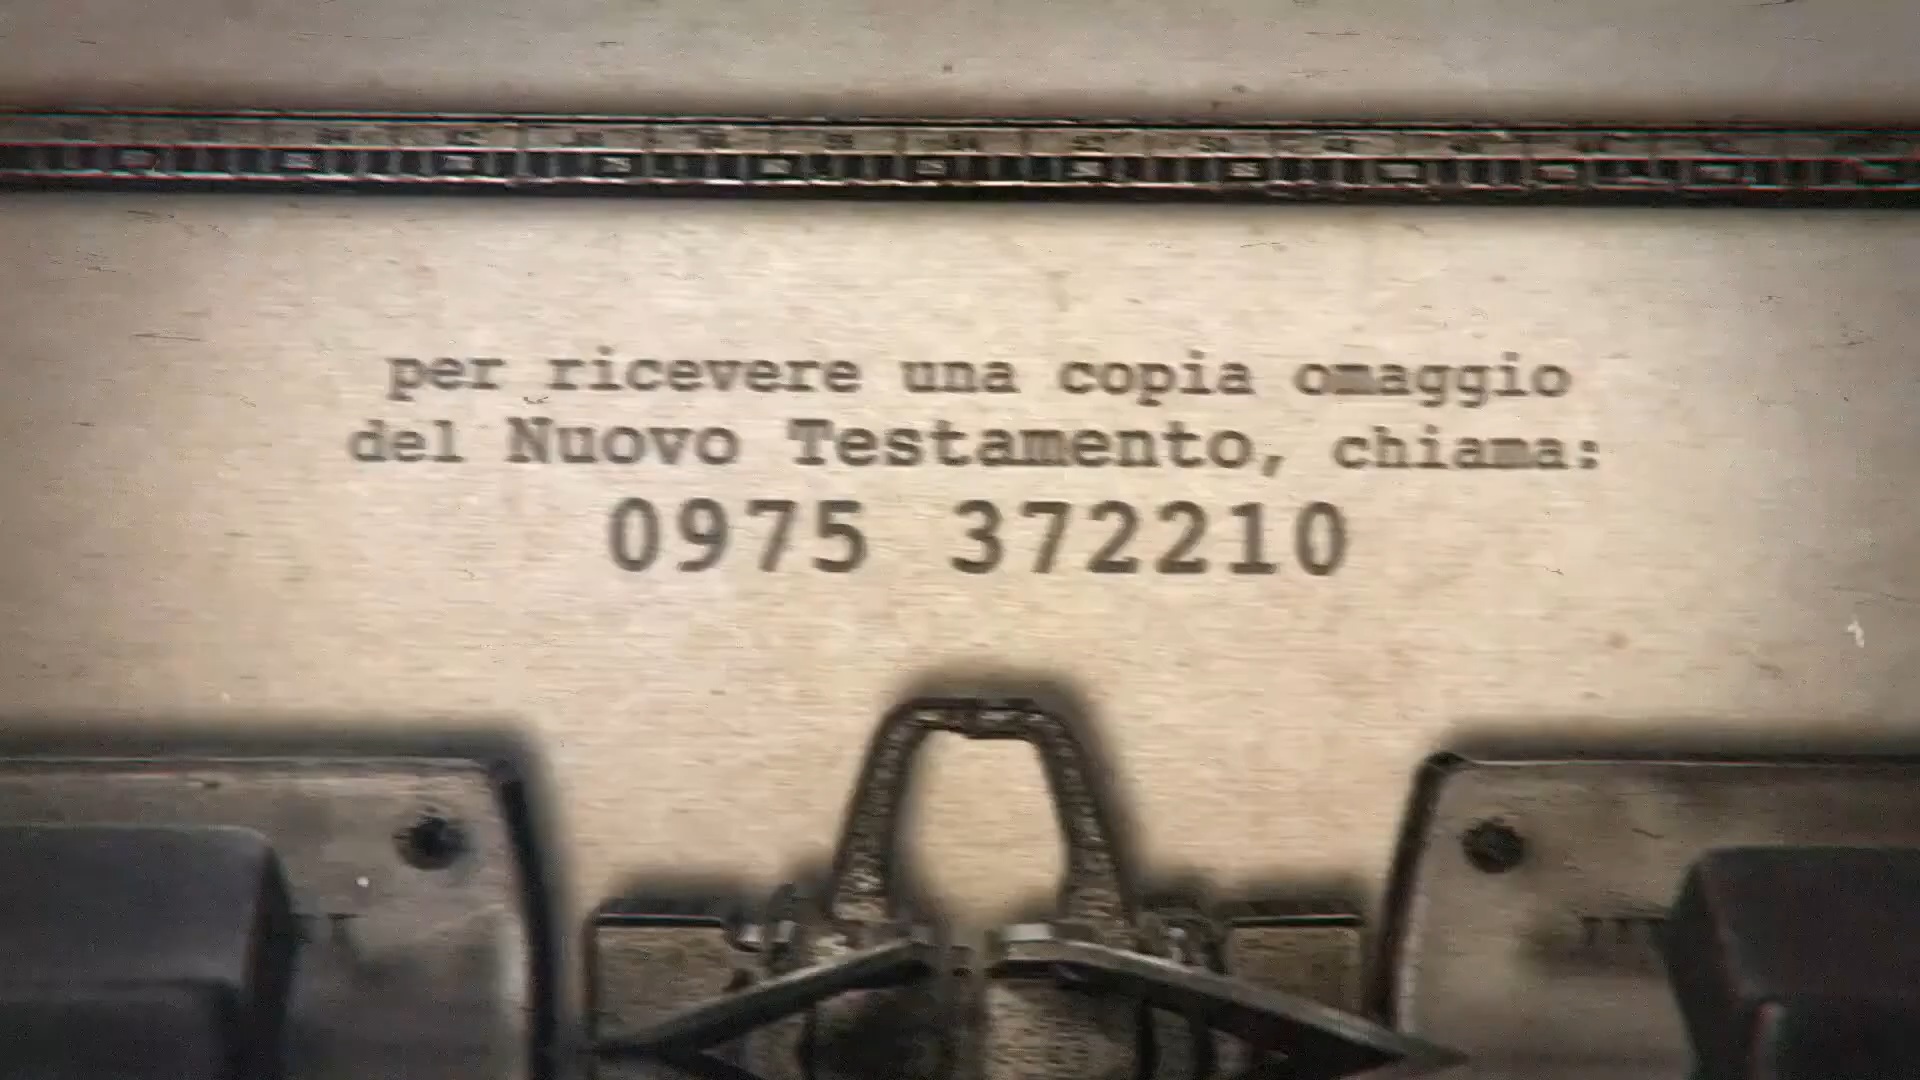 per ricevere una copia omaggio
del Nuovo Testamento, chiama:
0975 372210